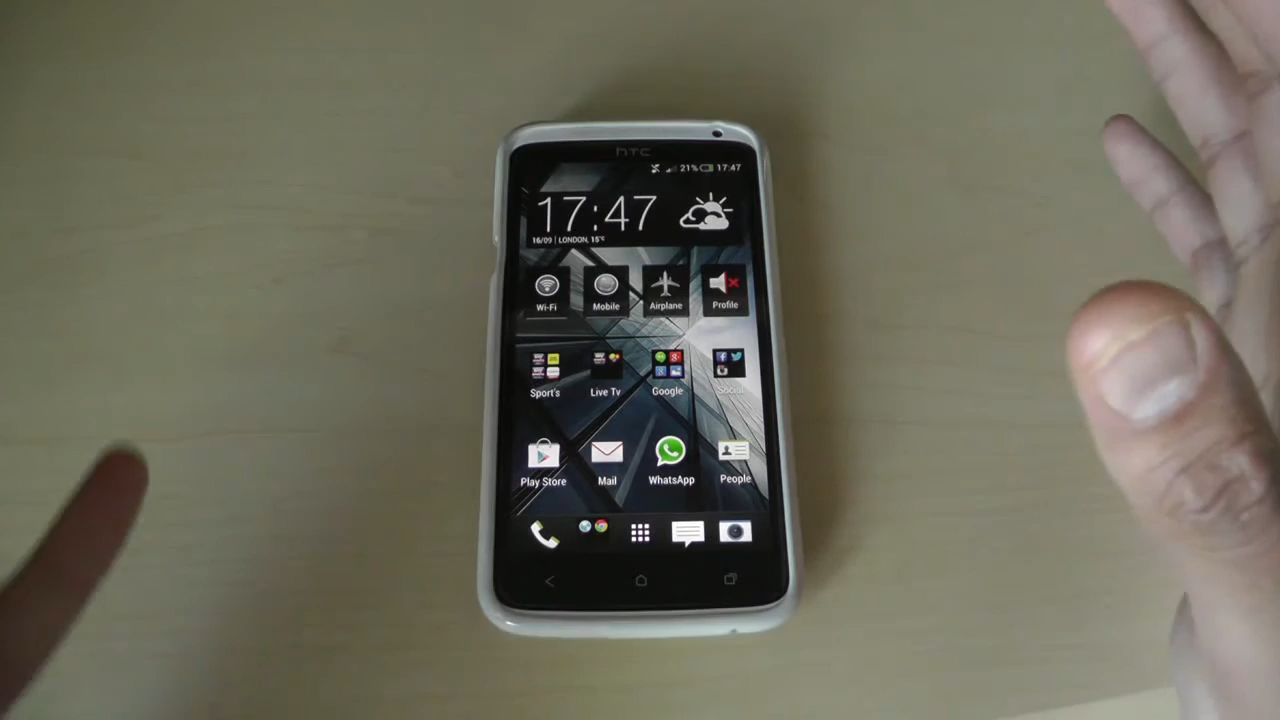 hTC
21% 17:47
17:47
16/09 | LONDON, 15°C
Wi-Fi Mobile Airplane Profile
Sport's Live Tv Google Social
Play Store Mail WhatsApp People